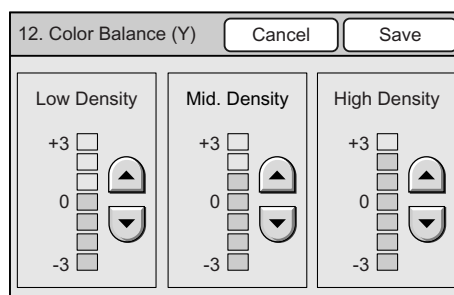 12. Color Balance (Y) Cancel Save
Low Density Mid. Density High Density
+3 +3 +3
0 0 0
-3 -3 -3